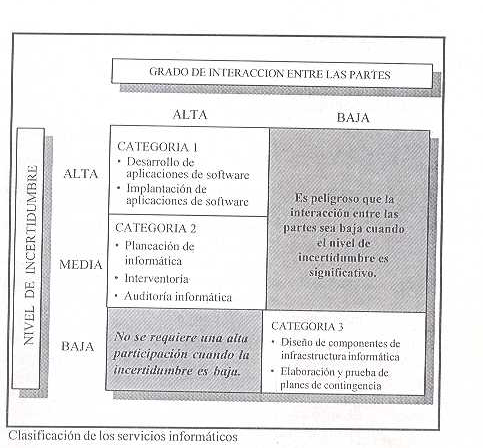 GRADO DE INTERACCION ENTRE LAS PARTES
ALTA
BAJA
NIVEL DE INCERTIDUMBRE
ALTA
CATEGORIA 1
• Desarrollo de
aplicaciones de software
• Implantación de
aplicaciones de software
Es peligroso que la
interacción entre las
partes sea baja cuando
el nivel de
incertidumbre es
significativo.
MEDIA
CATEGORIA 2
• Planeación de
informática
• Interventoría
• Auditoría informática
BAJA
No se requiere una alta
participación cuando la
incertidumbre es baja.
CATEGORIA 3
• Diseño de componentes de
infraestructura informática
• Elaboración y prueba de
planes de contingencia
Clasificación de los servicios informáticos